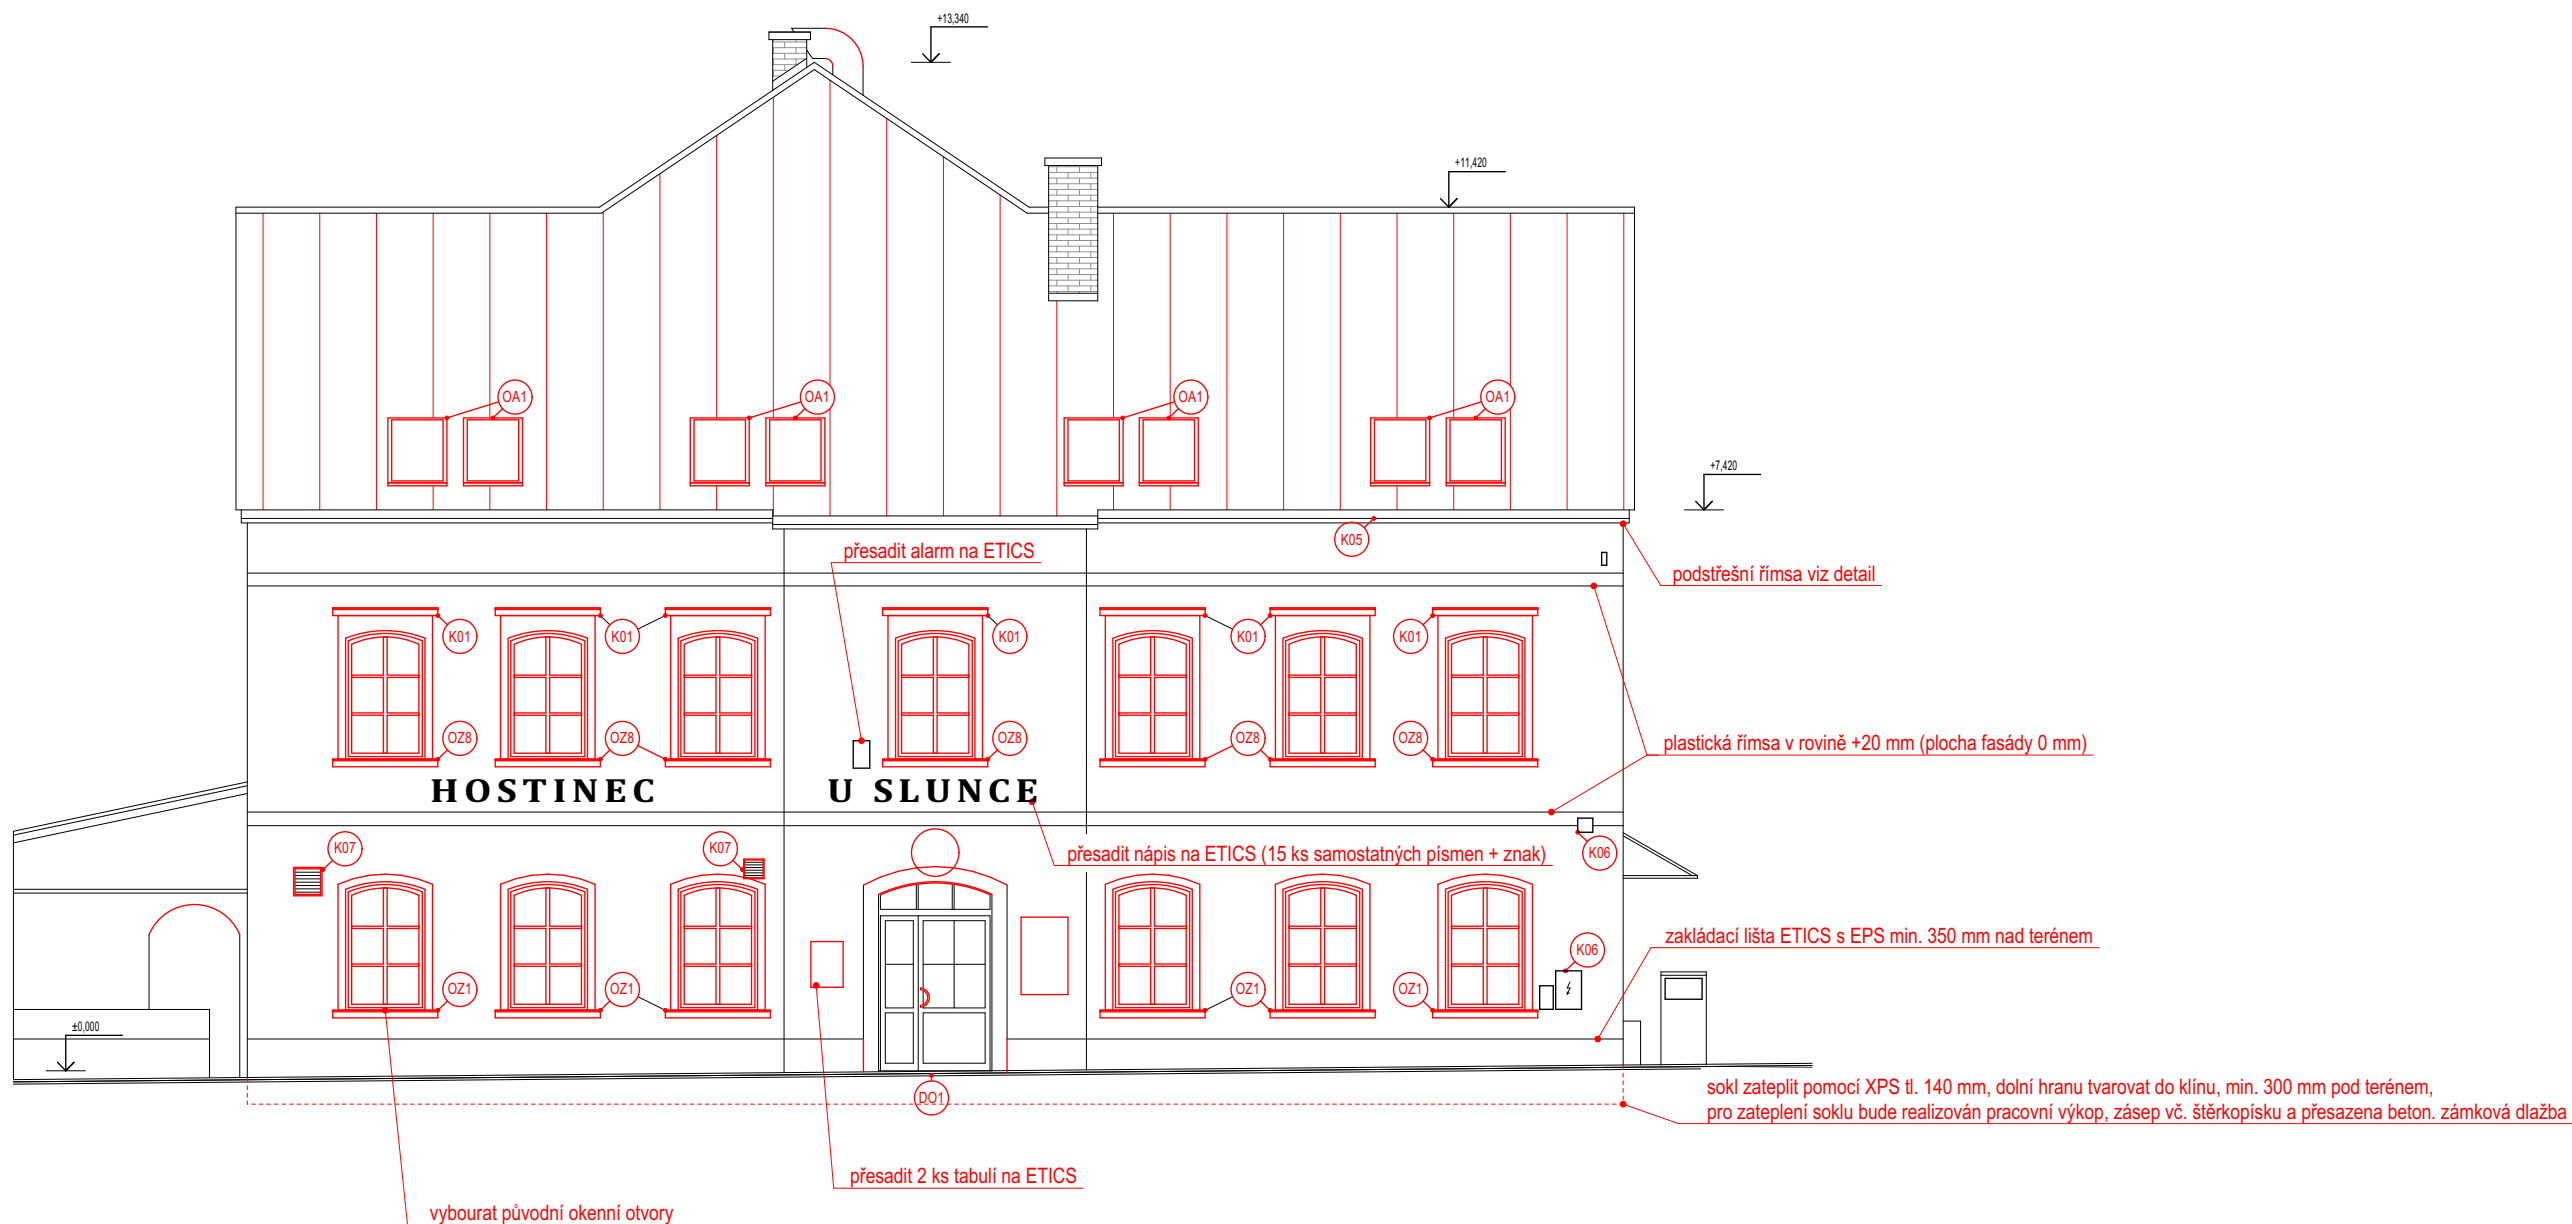 +13,340
+11,420
OA1
OA1
OA1
OA1
+7,420
K05
přesadit alarm na ETICS
podstřešní římsa viz detail
K01
K01
K01
K01
K01
OZ8
OZ8
OZ8
OZ8
OZ8
plastická římsa v rovině +20 mm (plocha fasády 0 mm)
HOSTINEC U SLUNCE
K07
K07
přesadit nápis na ETICS (15 ks samostatných písmen + znak)
K06
zakládací lišta ETICS s EPS min. 350 mm nad terénem
K06
OZ1
OZ1
OZ1
OZ1
±0,000
DO1
sokl zateplit pomocí XPS tl. 140 mm, dolní hranu tvarovat do klínu, min. 300 mm pod terénem,
pro zateplení soklu bude realizován pracovní výkop, zásep vč. štěrkopísku a přesazena beton. zámková dlažba
přesadit 2 ks tabulí na ETICS
vybourat původní okenní otvory